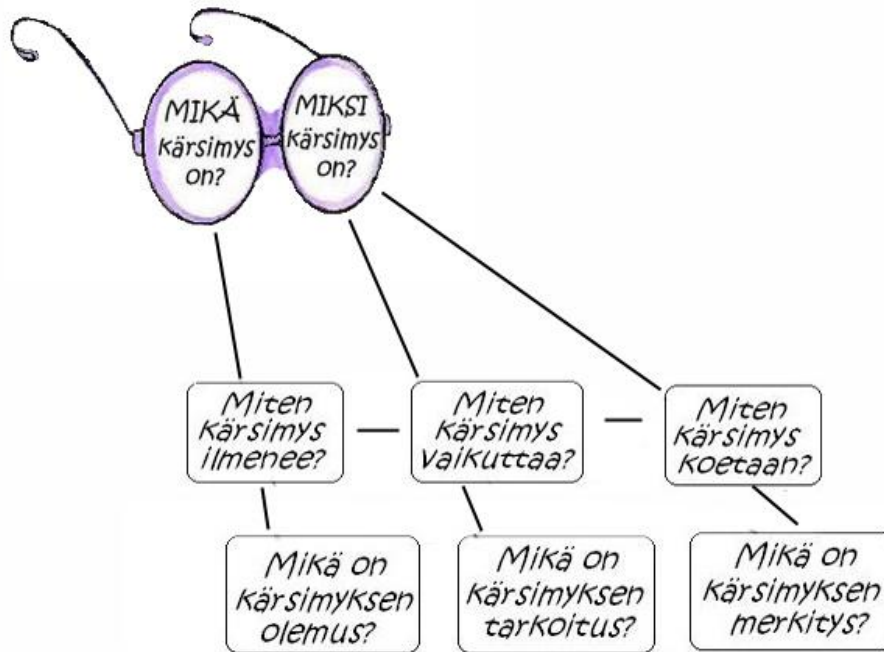 MIKÄ
kärsimys
on?
MIKSI
kärsimys
on?
Miten
kärsimys
ilmenee?
Miten
kärsimys
vaikuttaa?
Miten
kärsimys
koetaan?
Mikä on
kärsimyksen
olemus?
Mikä on
kärsimyksen
tarkoitus?
Mikä on
kärsimyksen
merkitys?